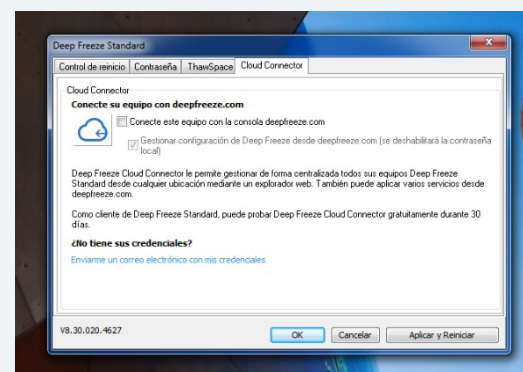 Deep Freeze Standard
Control de reinicio Contraseña ThawSpace Cloud Connector
Cloud Connector
Conecte su equipo con deepfreeze.com
Conecte este equipo con la consola deepfreeze.com
Gestionar configuración de Deep Freeze desde deepfreeze.com (se deshabilitará la contraseña
local)
Deep Freeze Cloud Connector le permite gestionar de forma centralizada todos sus equipos Deep Freeze
Standard desde cualquier ubicación mediante un explorador web. También puede aplicar varios servicios desde
deepfreeze.com.
Como cliente de Deep Freeze Standard, puede probar Deep Freeze Cloud Connector gratuitamente durante 30
días.
¿No tiene sus credenciales?
Enviarme un correo electrónico con mis credenciales
V8.30.020.4627
OK Cancelar Aplicar y Reiniciar